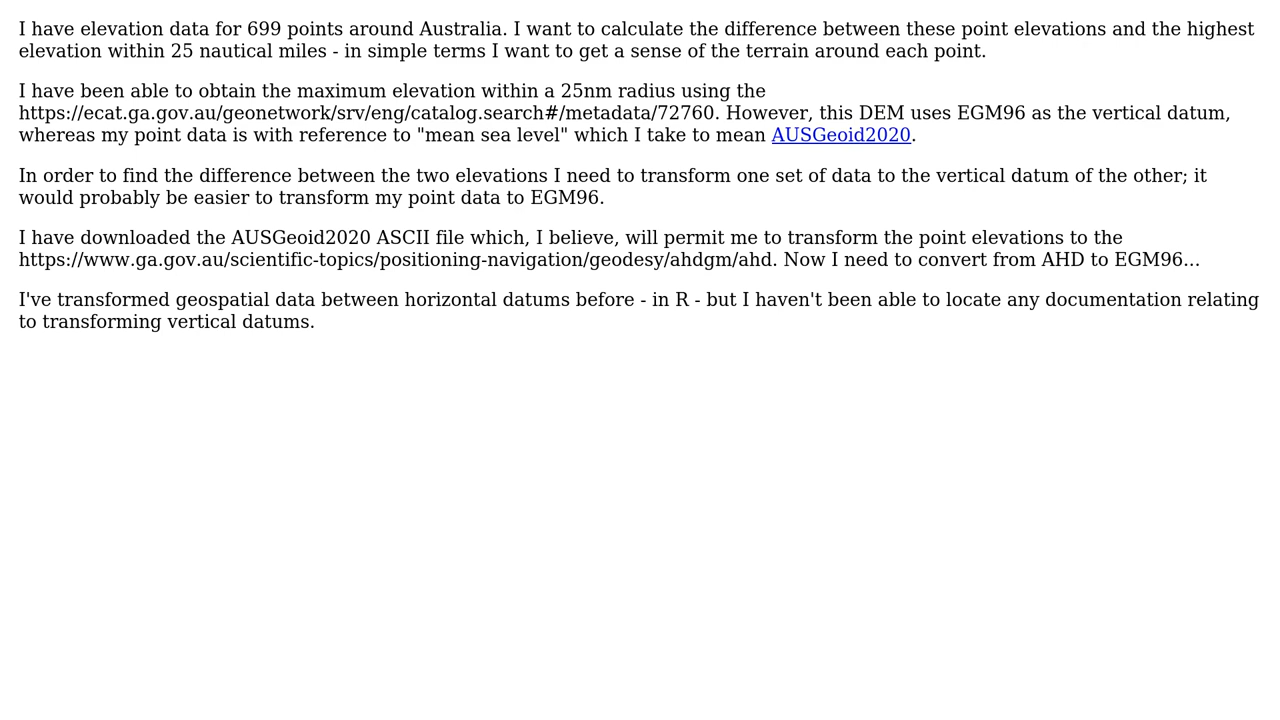 I have elevation data for 699 points around Australia. I want to calculate the difference between these point elevations and the highest
elevation within 25 nautical miles - in simple terms I want to get a sense of the terrain around each point.
I have been able to obtain the maximum elevation within a 25nm radius using the
https://ecat.ga.gov.au/geonetwork/srv/eng/catalog.search#/metadata/72760. However, this DEM uses EGM96 as the vertical datum,
whereas my point data is with reference to "mean sea level" which I take to mean AUSGeoid2020.
In order to find the difference between the two elevations I need to transform one set of data to the vertical datum of the other; it
would probably be easier to transform my point data to EGM96.
I have downloaded the AUSGeoid2020 ASCII file which, I believe, will permit me to transform the point elevations to the
https://www.ga.gov.au/scientific-topics/positioning-navigation/geodesy/ahdgm/ahd. Now I need to convert from AHD to EGM96...
I've transformed geospatial data between horizontal datums before - in R - but I haven't been able to locate any documentation relating
to transforming vertical datums.